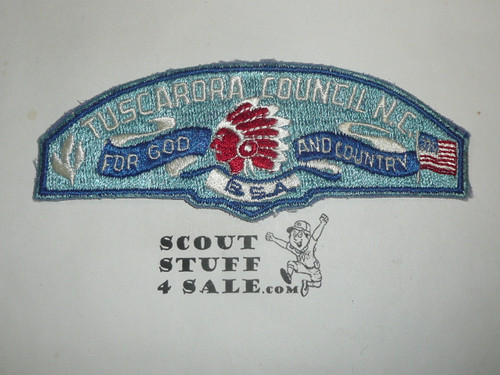 TUSCARORA COUNCIL N.C.
FOR GOD AND COUNTRY
B.S.A
SCOUT
STUFF
4 SALE.com